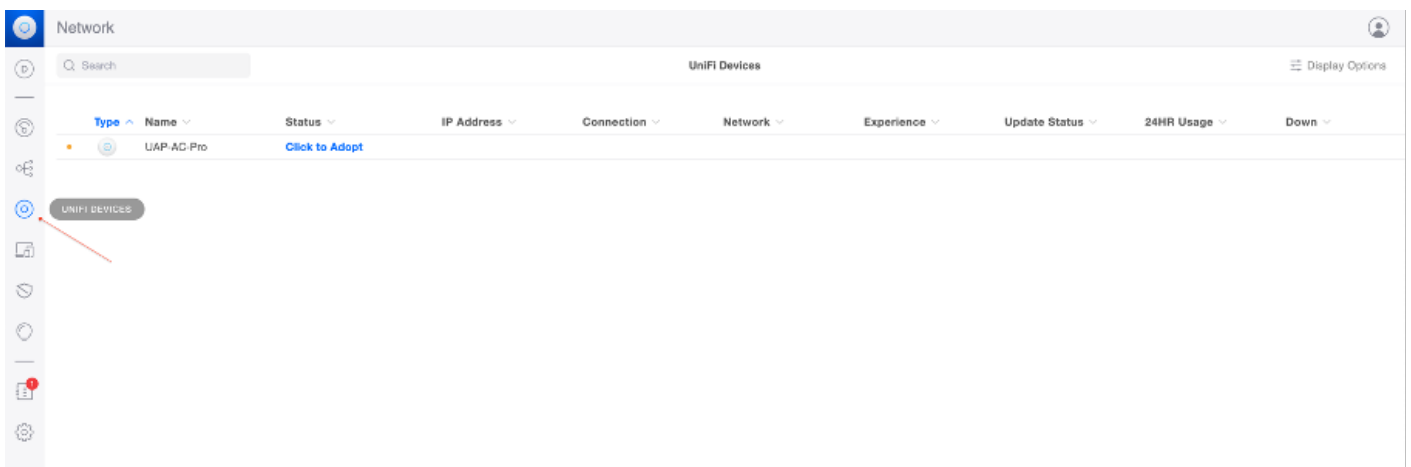 Network
Search
UniFi Devices
Display Options
Type Name Status IP Address Connection Network Experience Update Status 24HR Usage Down
UAP-AC-Pro Click to Adopt
UNIFI DEVICES
D
1